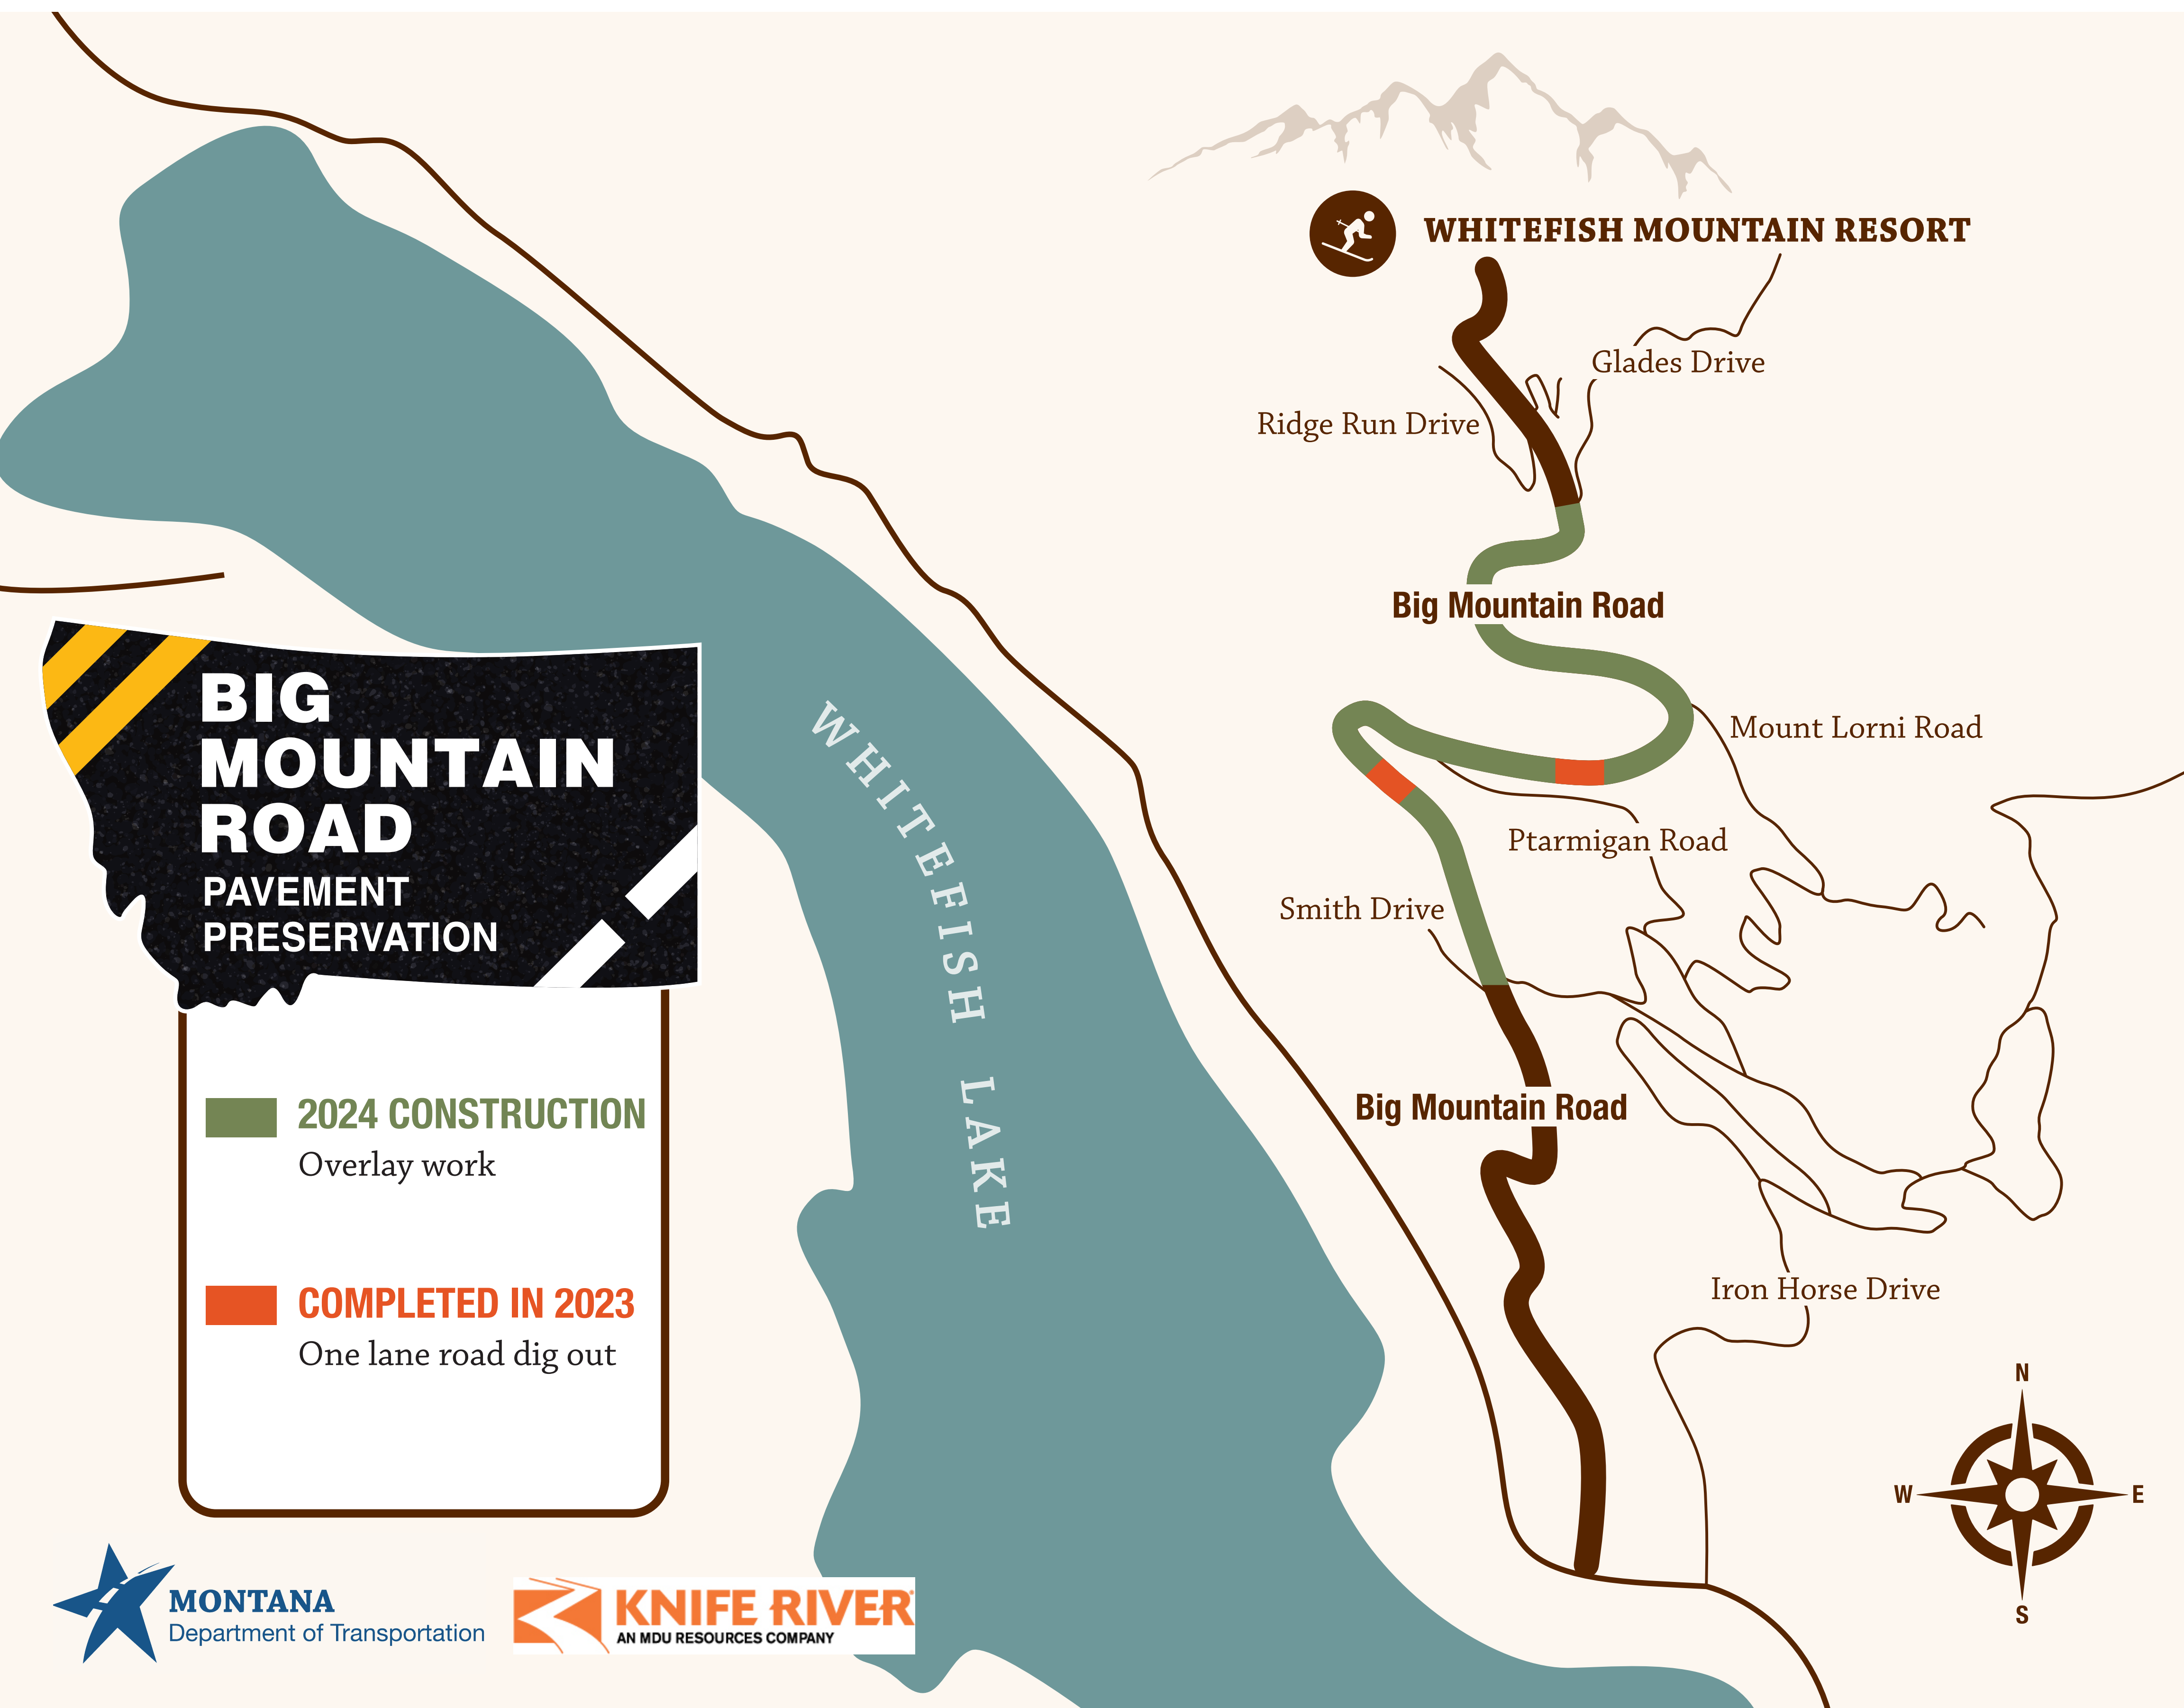 WHITEFISH MOUNTAIN RESORT
Glades Drive
Ridge Run Drive
Big Mountain Road
Mount Lorni Road
Ptarmigan Road
Smith Drive
Big Mountain Road
Iron Horse Drive
WHITEFISH LAKE
BIG
MOUNTAIN
ROAD
PAVEMENT
PRESERVATION
2024 CONSTRUCTION
Overlay work
COMPLETED IN 2023
One lane road dig out
N
W
E
S
MONTANA
Department of Transportation
KNIFE RIVER®
AN MDU RESOURCES COMPANY